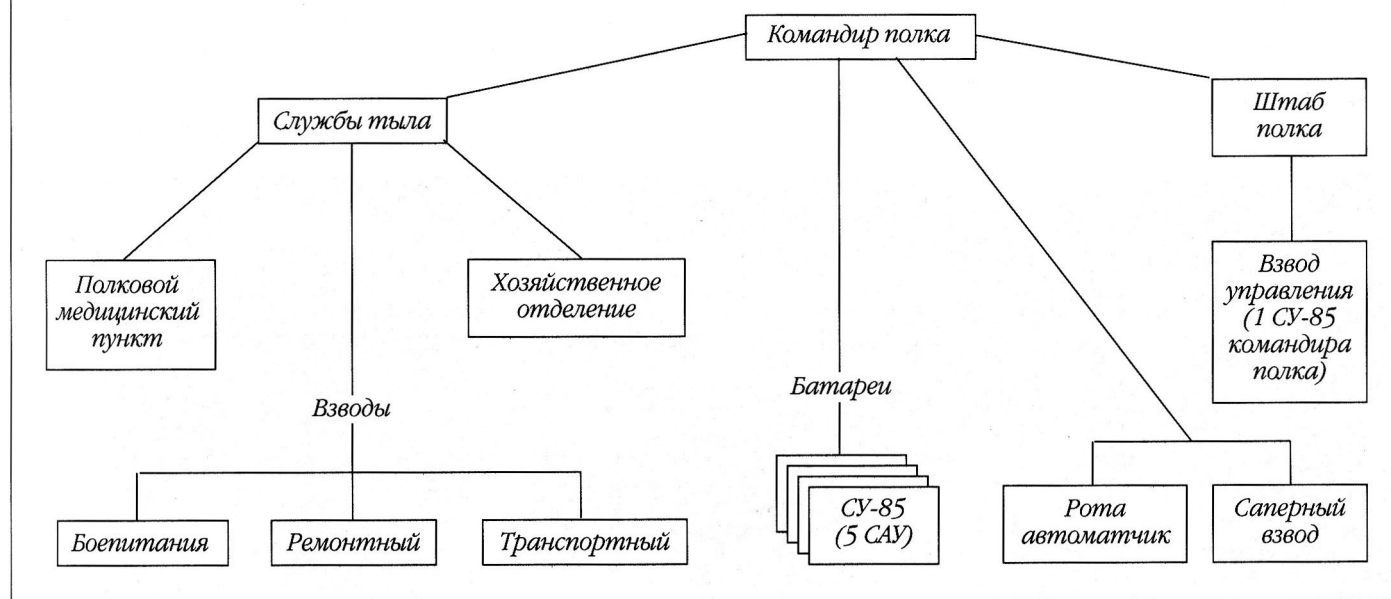 Командир полка
Службы тыла
Штаб
полка
Полковой
медицинский
пункт
Хозяйственное
отделение
Взвод
управления
(1 СУ-85
командира
полка)
Взводы
Батареи
Боепитания
Ремонтный
Транспортный
СУ-85
(5 САУ)
Рота
автоматчик
Саперный
взвод